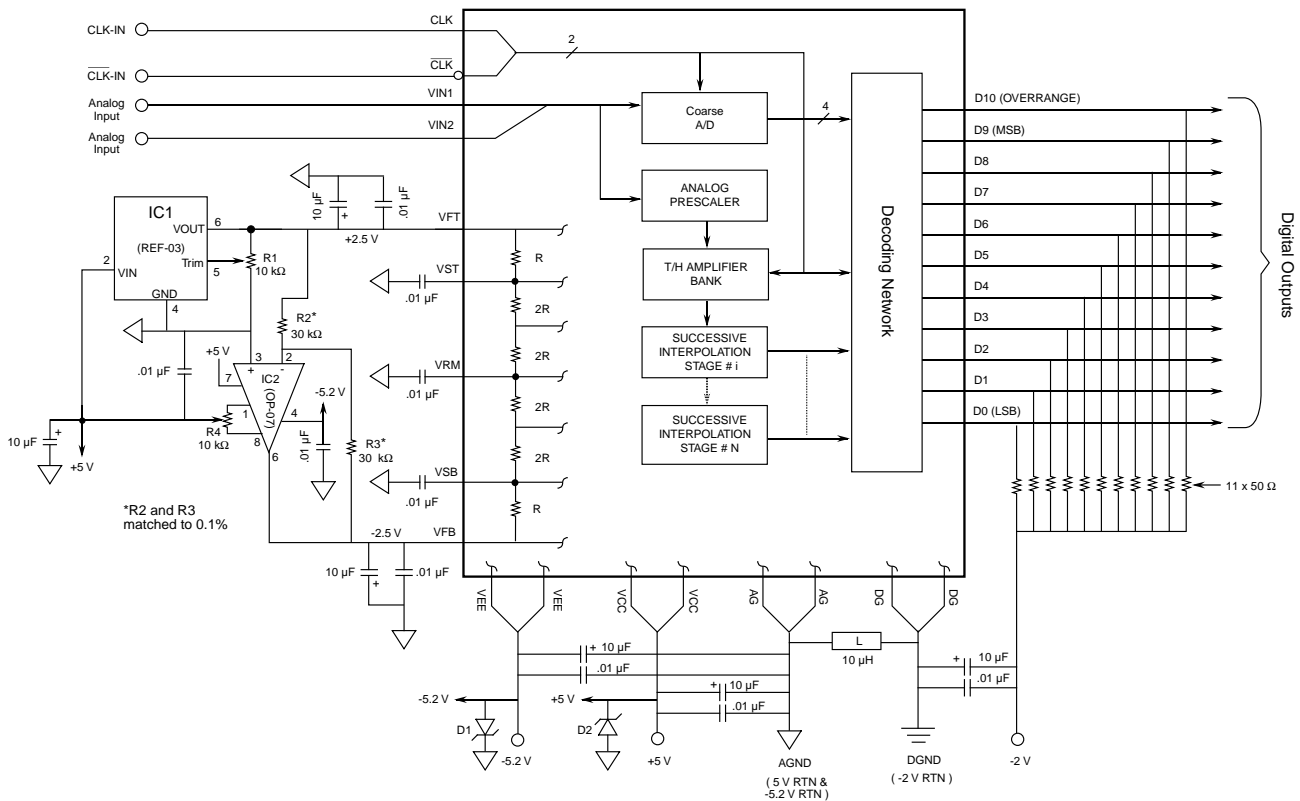 CLK-IN
CLK
CLK-IN
CLK
2
Analog
Input
VIN1
Analog
Input
VIN2
Coarse
A/D
4
ANALOG
PRESCALER
T/H AMPLIFIER
BANK
SUCCESSIVE
INTERPOLATION
STAGE # i
SUCCESSIVE
INTERPOLATION
STAGE # N
Decoding Network
D10 (OVERRANGE)
D9 (MSB)
D8
D7
D6
D5
D4
D3
D2
D1
D0 (LSB)
Digital Outputs
11 x 50 Ω
IC1
(REF-03)
VOUT
6
Trim
5
2
VIN
GND
4
R1
10 kΩ
10 µF
+
.01 µF
+2.5 V
VFT
R2*
30 kΩ
VST
.01 µF
VRM
.01 µF
VSB
.01 µF
VFB
-2.5 V
R
2R
2R
2R
2R
R
.01 µF
+5 V
7
3
2
+
-
IC2
(OP-07)
1
8
4
6
-5.2 V
.01 µF
R4
10 kΩ
R3*
30 kΩ
10 µF
+
+5 V
*R2 and R3
matched to 0.1%
10 µF
+
.01 µF
VEE
VEE
VCC
VCC
AG
AG
DG
DG
+ 10 µF
.01 µF
+ 10 µF
.01 µF
L
10 µH
+ 10 µF
.01 µF
-5.2 V
D1
-5.2 V
+5 V
D2
+5 V
AGND
( 5 V RTN &
-5.2 V RTN )
DGND
( -2 V RTN )
-2 V